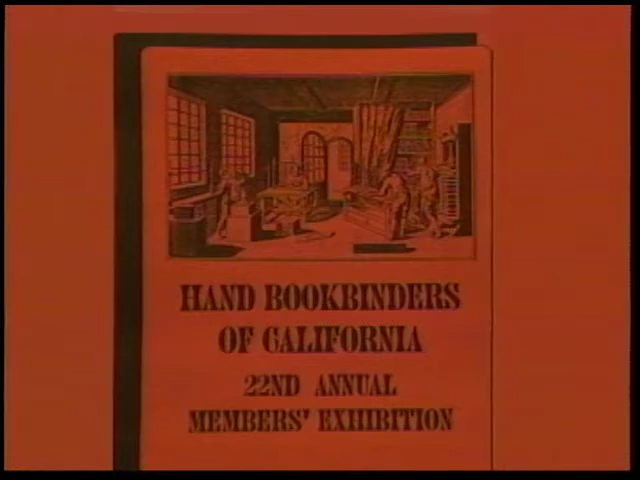 HAND BOOKBINDERS
OF CALIFORNIA
22ND ANNUAL
MEMBERS' EXHIBITION